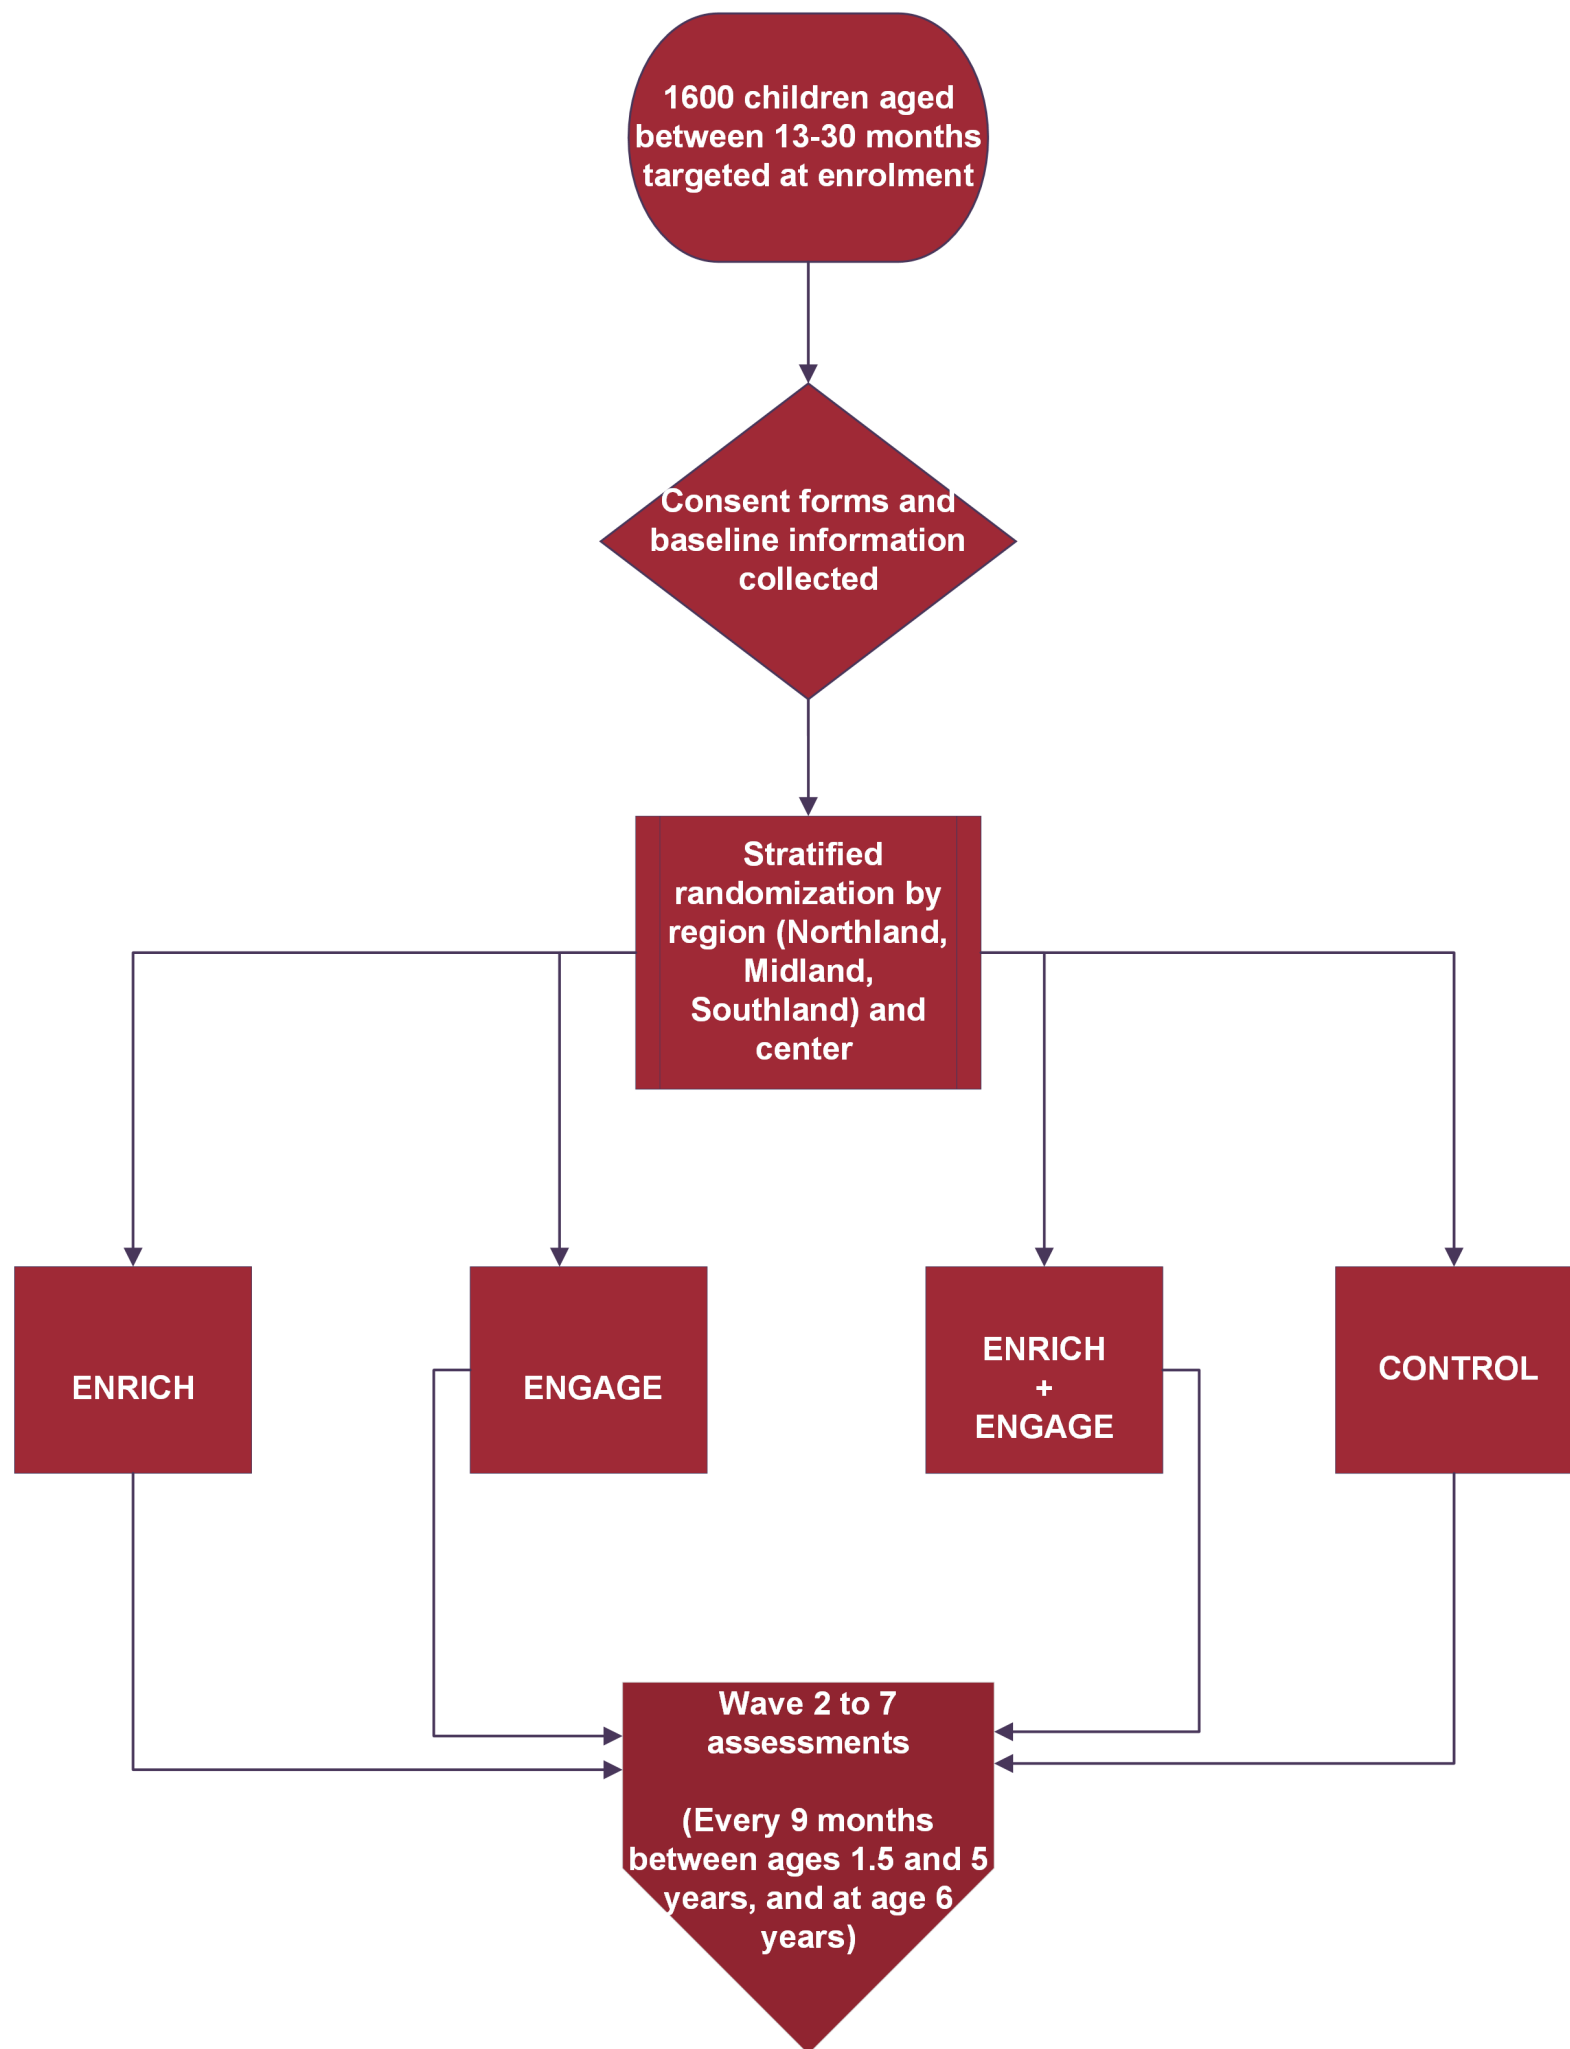 1600 children aged
between 13-30 months
targeted at enrolment
Consent forms and
baseline information
collected
Stratified
randomization by
region (Northland,
Midland,
Southland) and
center
ENRICH
ENGAGE
ENRICH
+
ENGAGE
CONTROL
Wave 2 to 7
assessments
(Every 9 months
between ages 1.5 and 5
years, and at age 6
years)